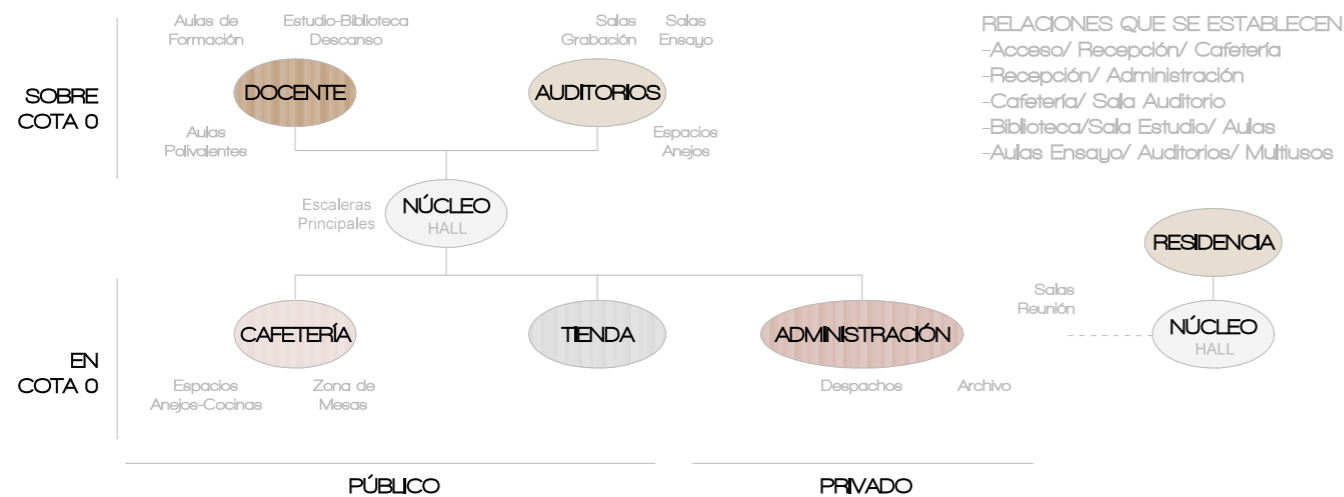 Aulas de
Formación
Estudio-Biblioteca
Descanso
Salas
Grabación
Salas
Ensayo
RELACIONES QUE SE ESTABLECEN
-Acceso/ Recepción/ Cafetería
-Recepción/ Administración
-Cafetería/ Sala Auditorio
-Biblioteca/Sala Estudio/ Aulas
-Aulas Ensayo/ Auditorios/ Multiusos
SOBRE
COTA 0
DOCENTE
AUDITORIOS
Aulas
Polivalentes
Espacios
Anejos
Escaleras
Principales
NÚCLEO
HALL
RESIDENCIA
Salas
Reunión
NÚCLEO
HALL
EN
COTA 0
CAFETERÍA
TIENDA
ADMINISTRACIÓN
Espacios
Anejos-Cocinas
Zona de
Mesas
Despachos
Archivo
PÚBLICO
PRIVADO